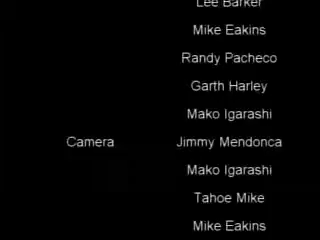 Lee Barker
Mike Eakins
Randy Pacheco
Garth Harley
Mako Igarashi
Camera Jimmy Mendonca
Mako Igarashi
Tahoe Mike
Mike Eakins